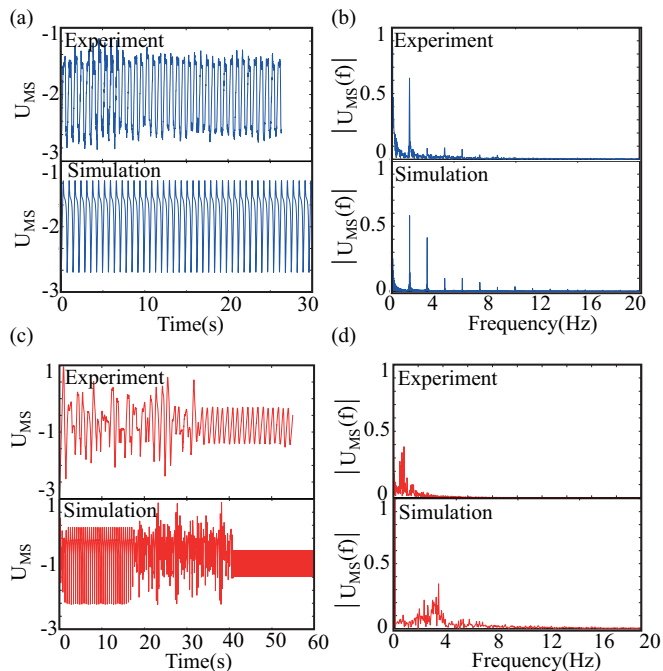 (a)
(b)
-1
Experiment
U_MS
-2
-3
-1
Simulation
U_MS
-2
-3
0
10
20
30
Time(s)
1
Experiment
|U_MS(f)|
0.5
0
1
Simulation
|U_MS(f)|
0.5
0
0
4
8
12
16
20
Frequency(Hz)
(c)
(d)
1
Experiment
U_MS
-1
-3
1
Simulation
U_MS
-1
-3
0
10
20
30
40
50
60
Time(s)
1
Experiment
|U_MS(f)|
0.5
0
1
Simulation
|U_MS(f)|
0.5
0
0
4
8
12
16
20
Frequency(Hz)